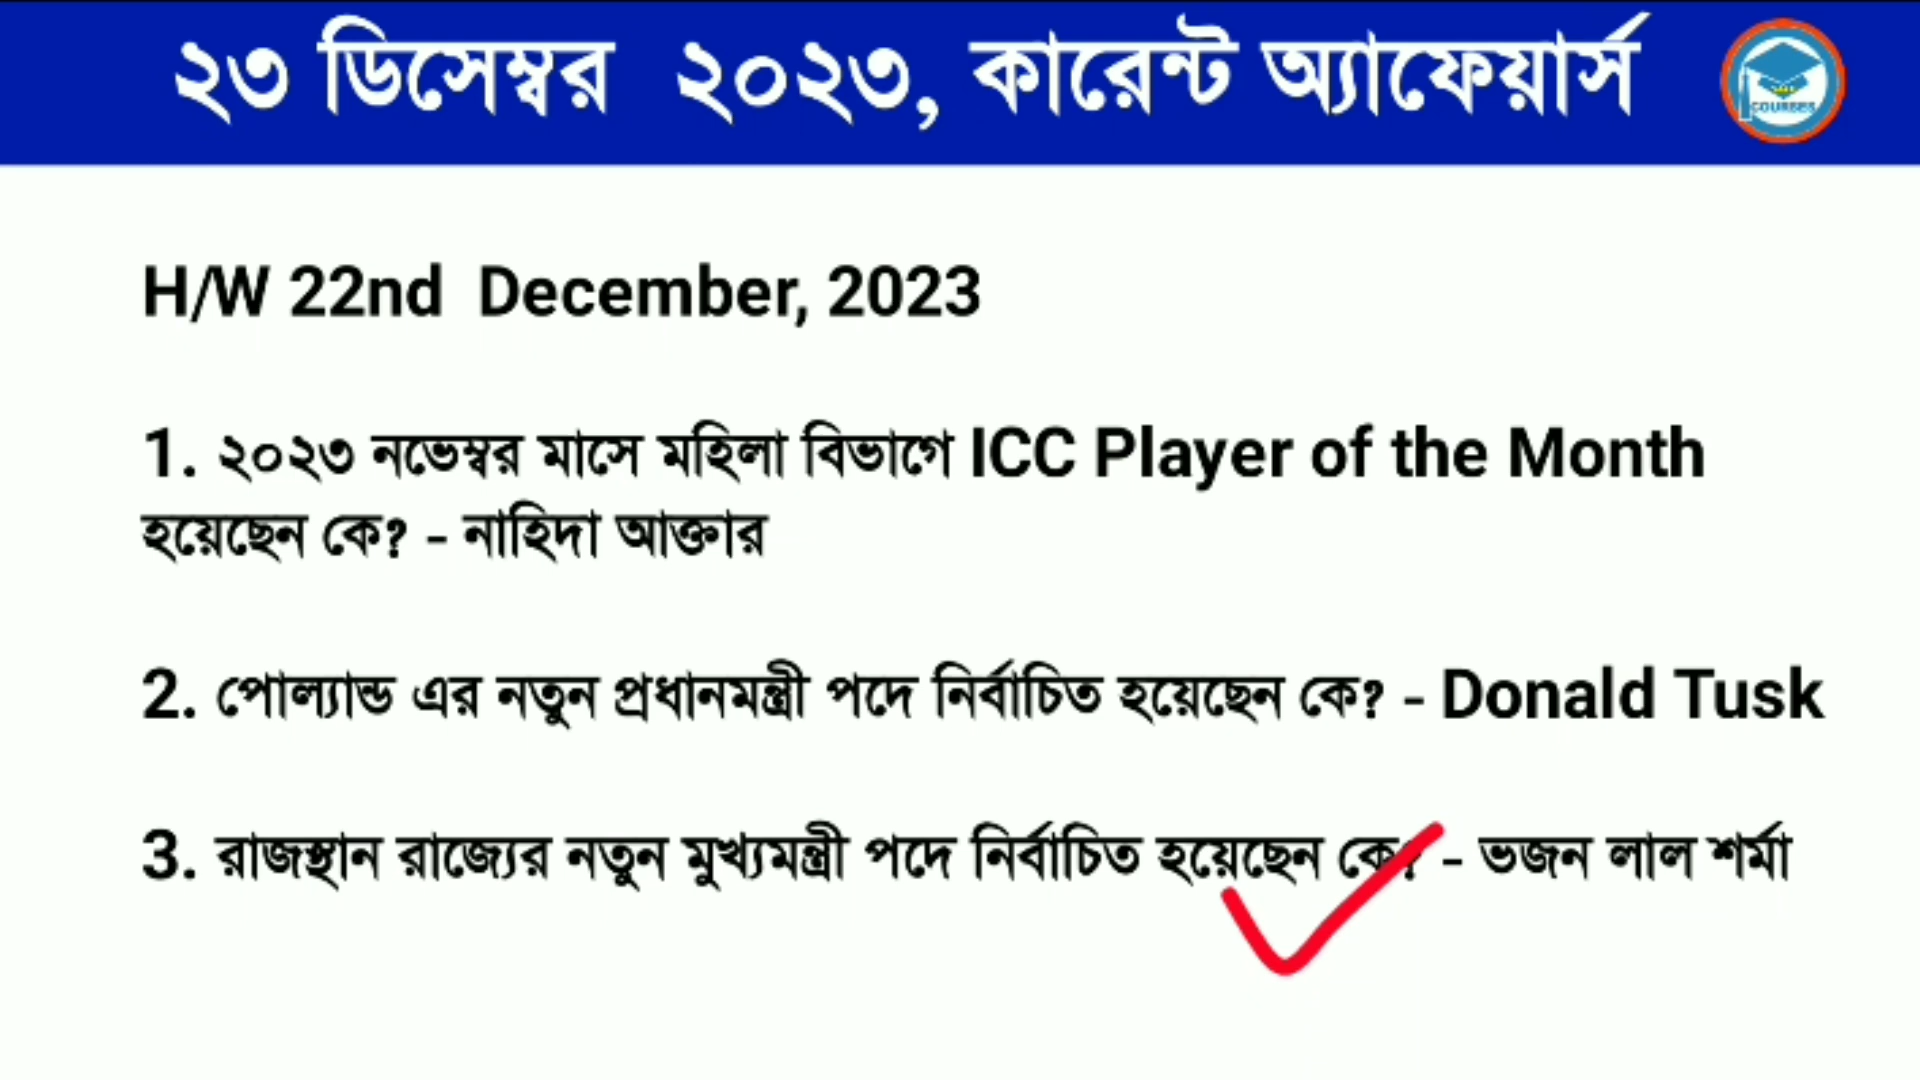 ২৩ ডিসেম্বর ২০২৩, কারেন্ট অ্যাফেয়ার্স
COURSES
H/W 22nd December, 2023
1. ২০২৩ নভেম্বর মাসে মহিলা বিভাগে ICC Player of the Month
হয়েছেন কে? - নাহিদা আক্তার
2. পোল্যান্ড এর নতুন প্রধানমন্ত্রী পদে নির্বাচিত হয়েছেন কে? - Donald Tusk
3. রাজস্থান রাজ্যের নতুন মুখ্যমন্ত্রী পদে নির্বাচিত হয়েছেন কে? - ভজন লাল শর্মা